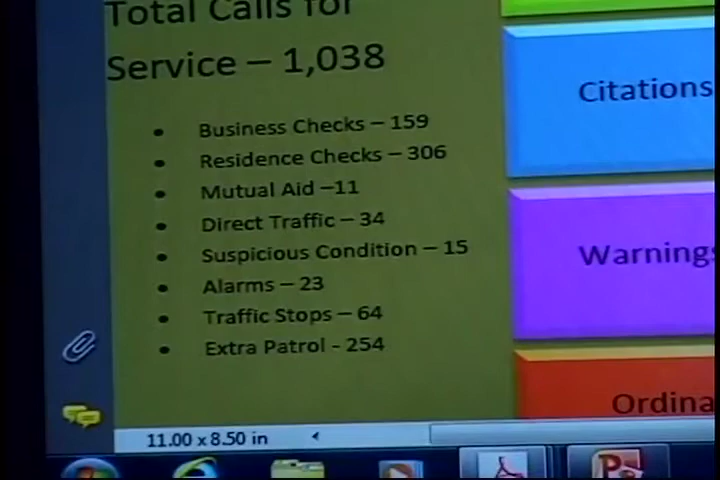 Total Calls for
Service – 1,038
Business Checks – 159
Residence Checks – 306
Mutual Aid –11
Direct Traffic – 34
Suspicious Condition – 15
Alarms – 23
Traffic Stops – 64
Extra Patrol - 254
Citations
Warnings
Ordina
11.00 x 8.50 in